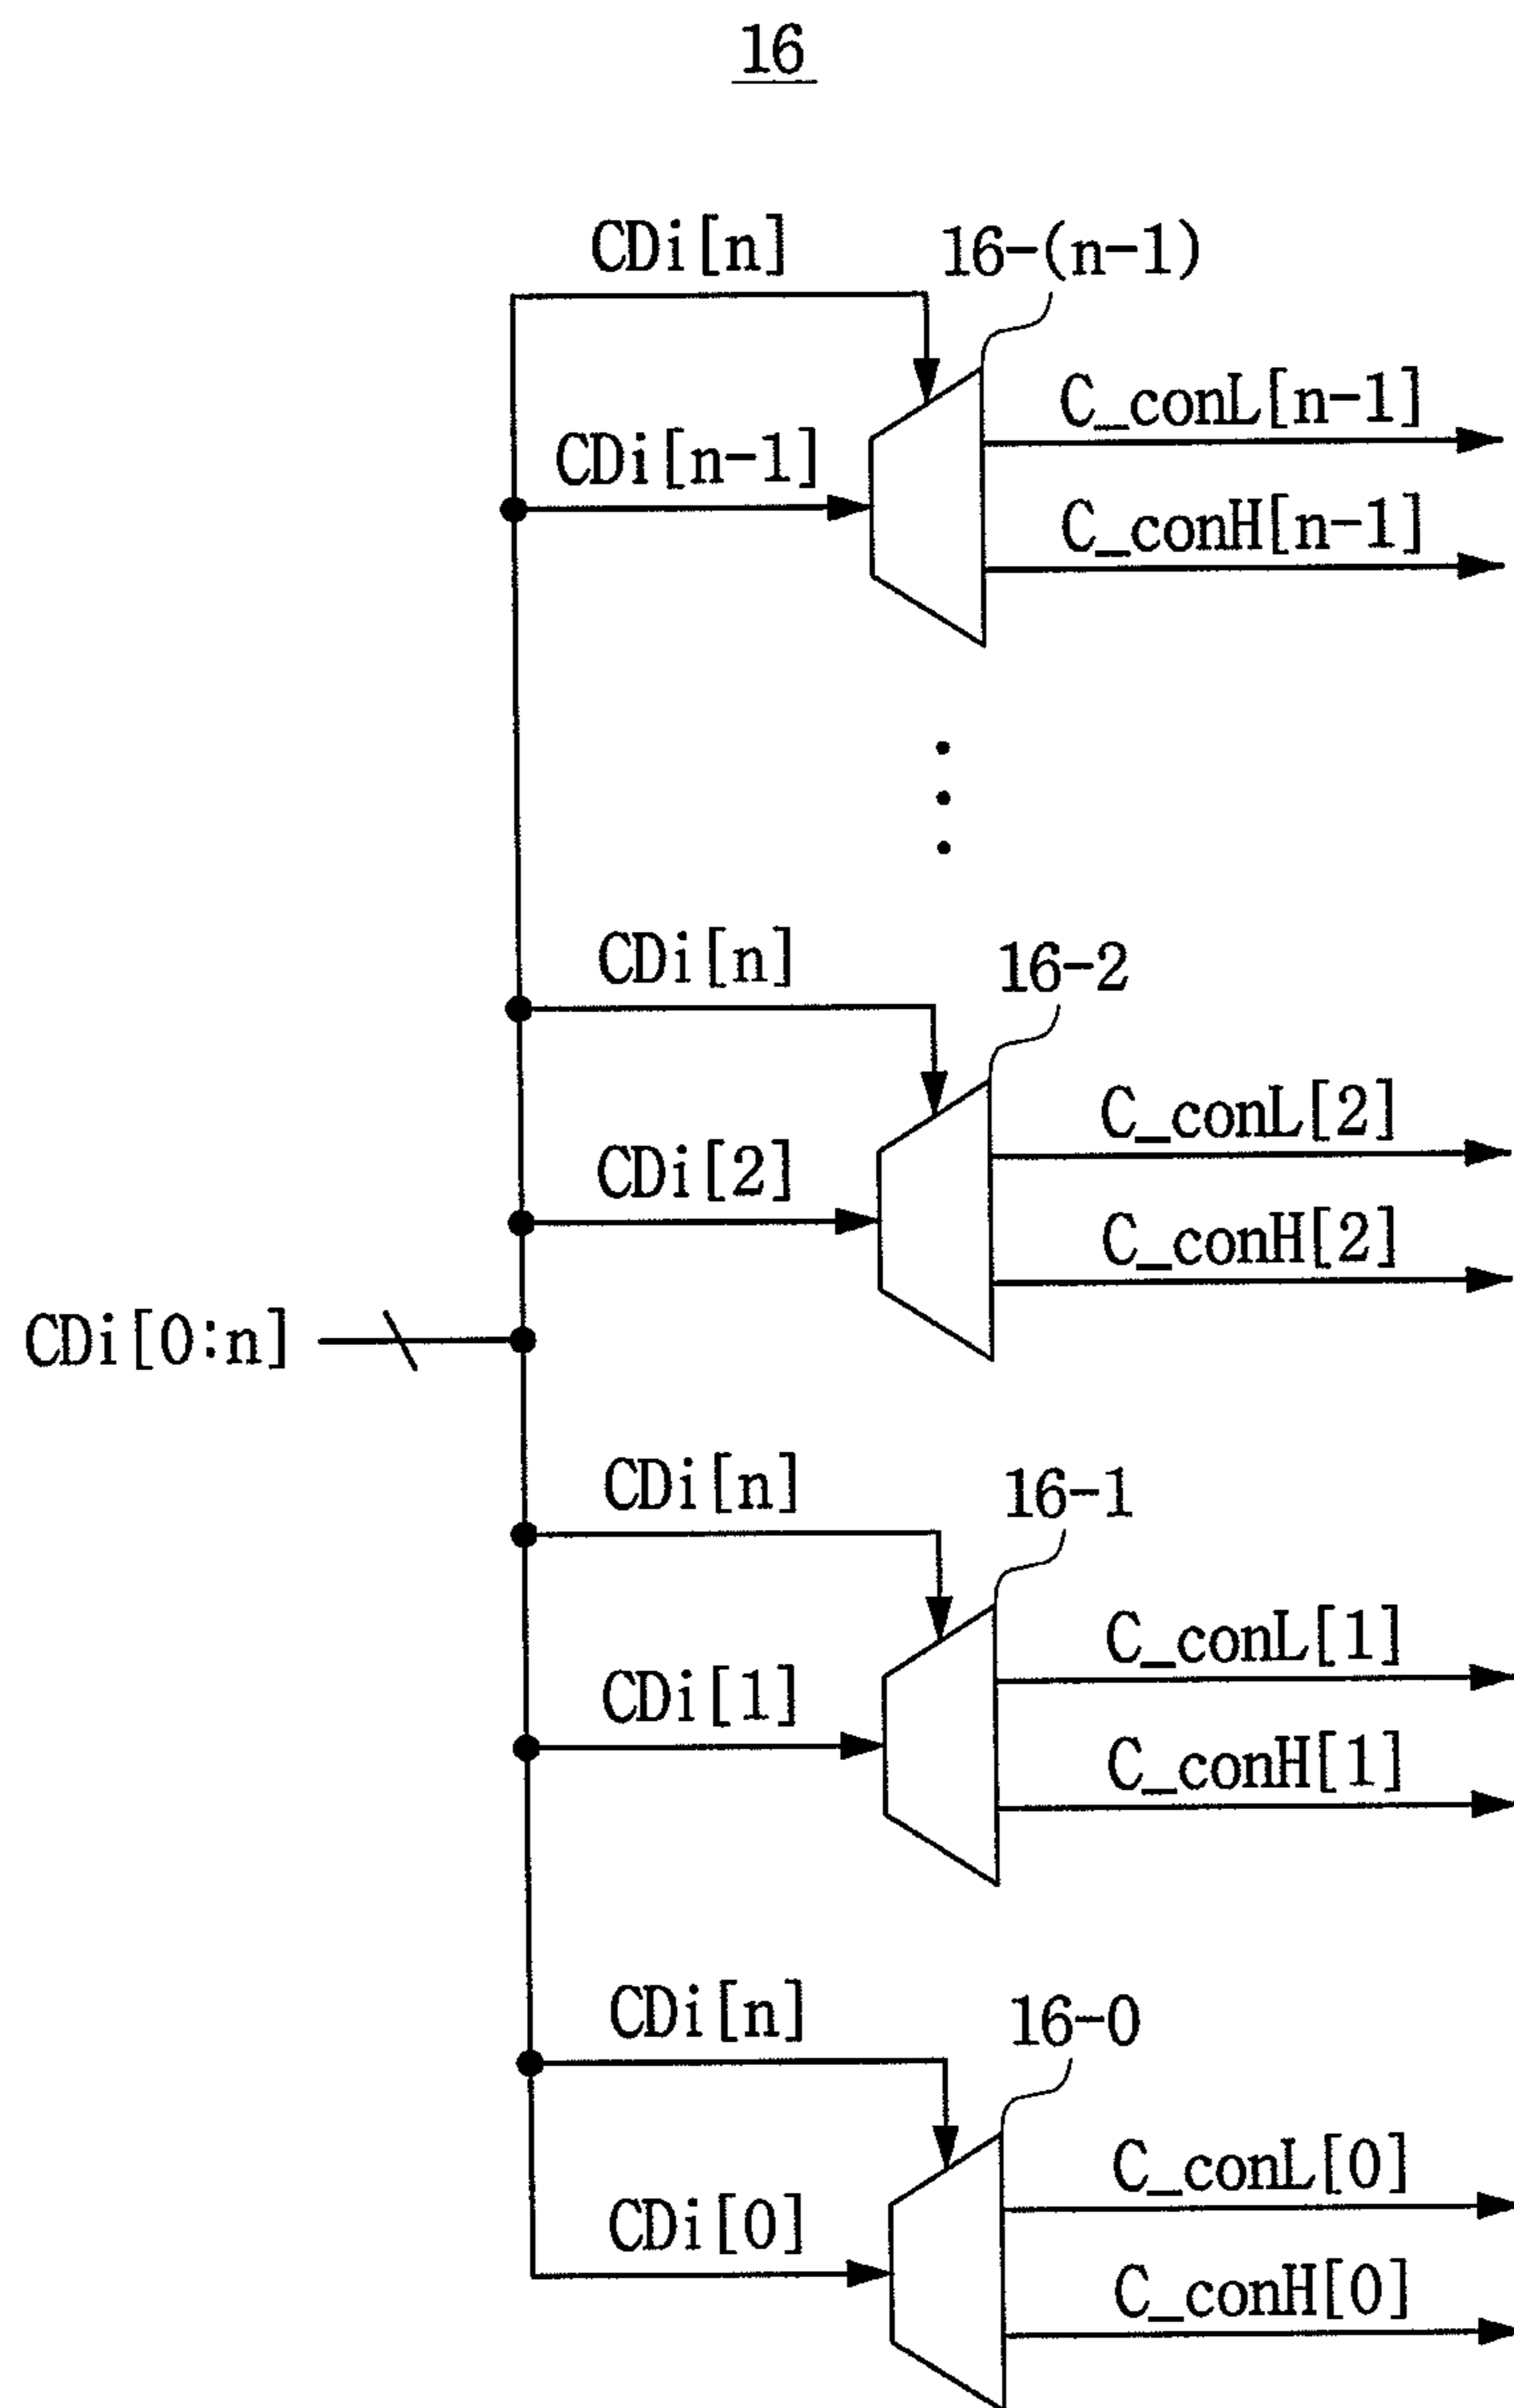 16
CDi[n]
16-(n-1)
C_conL[n-1]
CDi[n-1]
C_conH[n-1]
CDi[n]
16-2
C_conL[2]
CDi[2]
C_conH[2]
CDi[0:n]
CDi[n]
16-1
C_conL[1]
CDi[1]
C_conH[1]
CDi[n]
16-0
C_conL[0]
CDi[0]
C_conH[0]